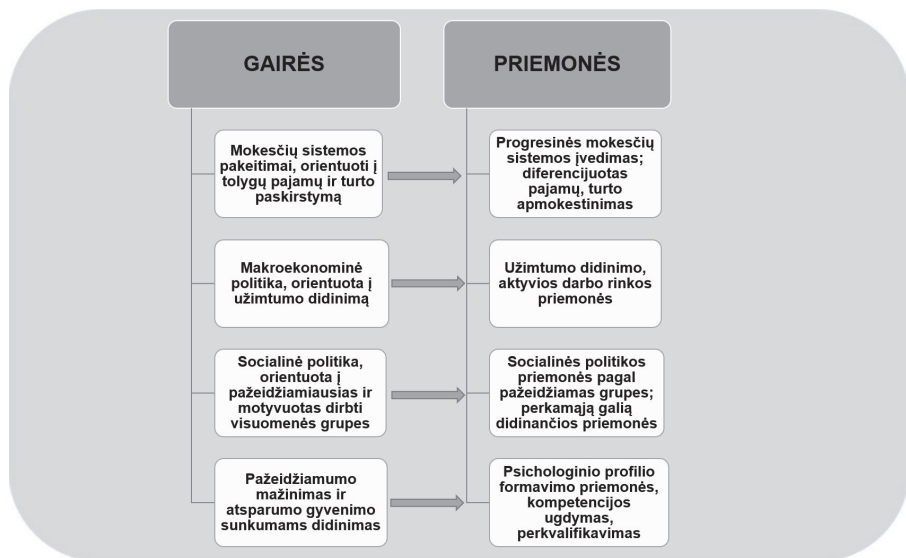 GAIRĖS
PRIEMONĖS
Mokesčių sistemos
pakeitimai, orientuoti į
tolygų pajamų ir turto
paskirstymą
Progresinės mokesčių
sistemos įvedimas;
diferencijuotas
pajamų, turto
apmokestinimas
Makroekonominė
politika, orientuota į
užimtumo didinimą
Užimtumo didinimo,
aktyvios darbo rinkos
priemonės
Socialinė politika,
orientuota į
pažeidžiamiausias ir
motyvuotas dirbti
visuomenės grupes
Socialinės politikos
priemonės pagal
pažeidžiamas grupes;
perkamąją galią
didinančios priemonės
Pažeidžiamumo
mažinimas ir
atsparumo gyvenimo
sunkumams didinimas
Psichologinio profilio
formavimo priemonės,
kompetencijos
ugdymas,
perkvalifikavimas